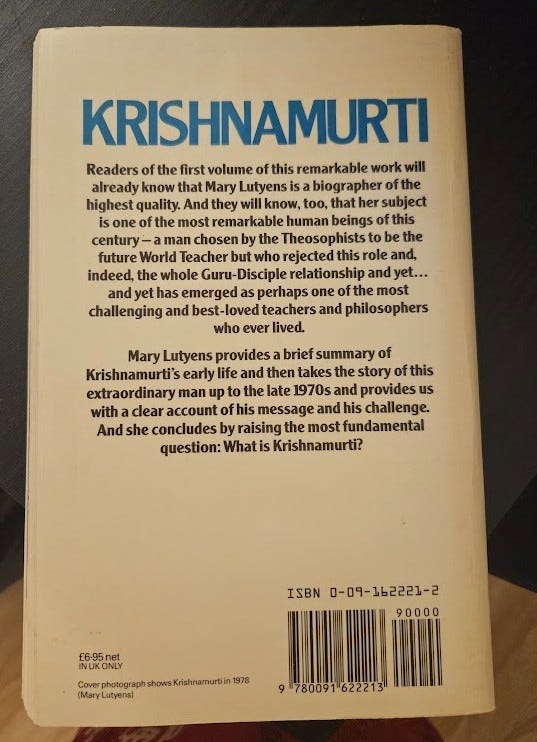 KRISHNAMURTI
Readers of the first volume of this remarkable work will
already know that Mary Lutyens is a biographer of the
highest quality. And they will know, too, that her subject
is one of the most remarkable human beings of this
century – a man chosen by the Theosophists to be the
future World Teacher but who rejected this role and,
indeed, the whole Guru-Disciple relationship and yet...
and yet has emerged as perhaps one of the most
challenging and best-loved teachers and philosophers
who ever lived.
Mary Lutyens provides a brief summary of
Krishnamurti's early life and then takes the story of this
extraordinary man up to the late 1970s and provides us
with a clear account of his message and his challenge.
And she concludes by raising the most fundamental
question: What is Krishnamurti?
ISBN 0-09-162221-2
90000
9 780091 622213
£6·95 net
IN UK ONLY
Cover photograph shows Krishnamurti in 1978
(Mary Lutyens)